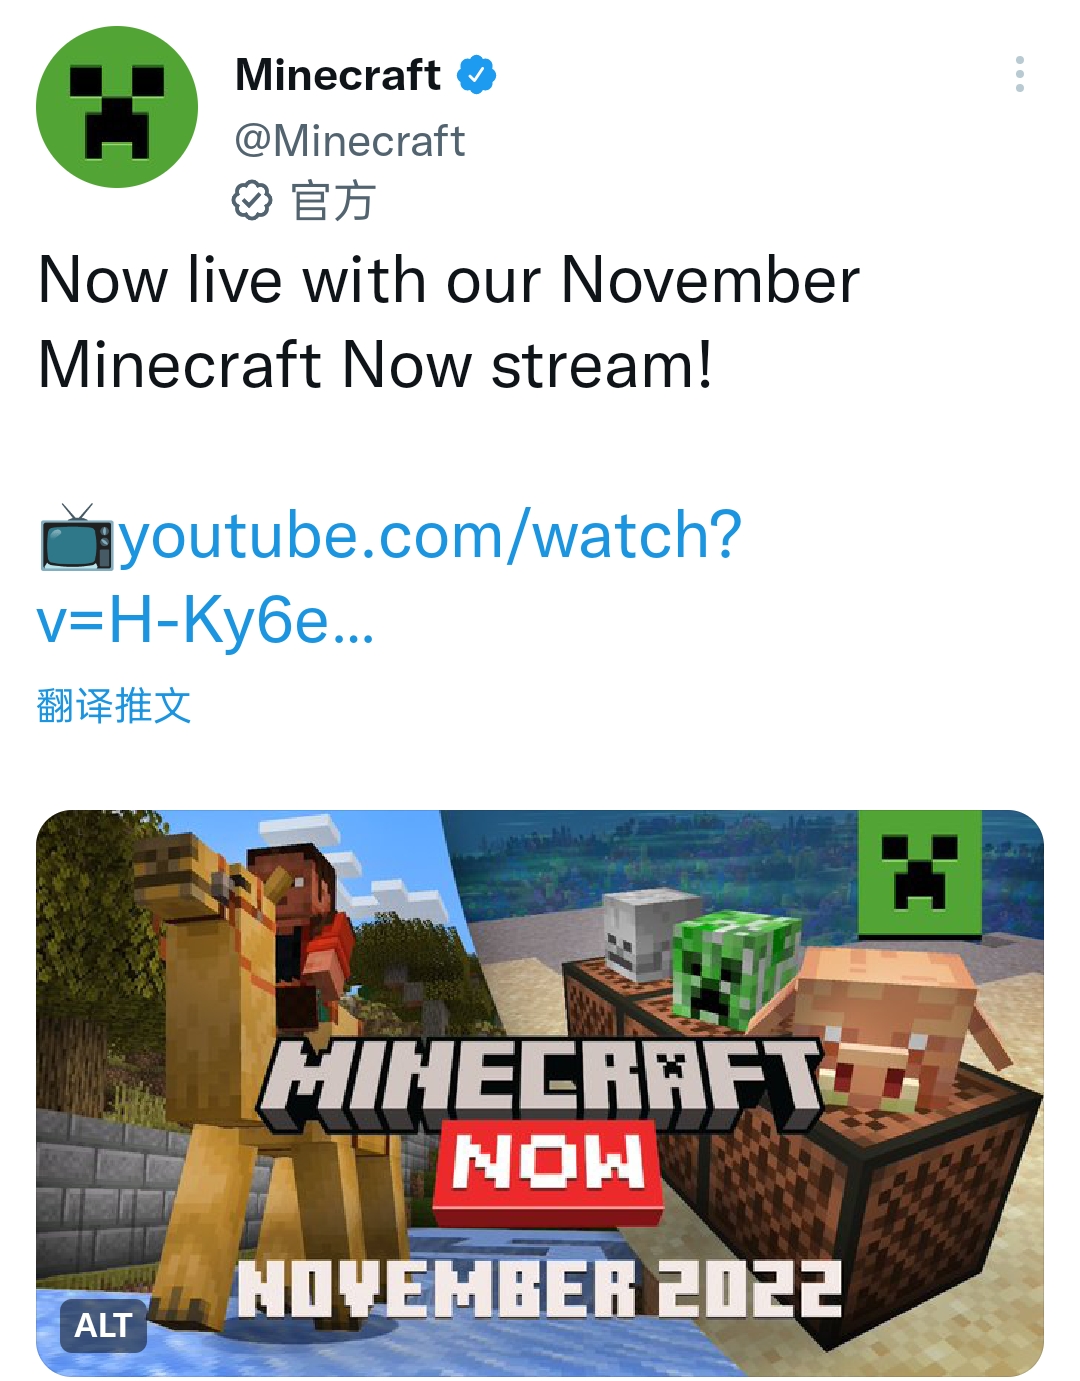 Minecraft
@Minecraft
官方
Now live with our November
Minecraft Now stream!
📺youtube.com/watch?
v=H-Ky6e...
翻译推文
MINECRAFT
NOW
NOVEMBER 2022
ALT